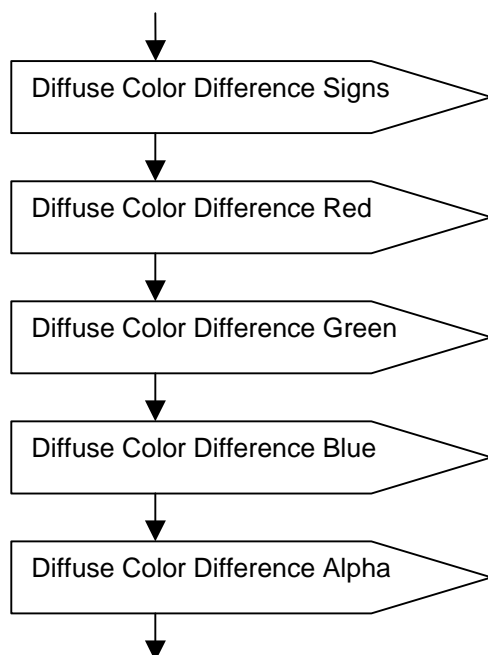 Diffuse Color Difference Signs
Diffuse Color Difference Red
Diffuse Color Difference Green
Diffuse Color Difference Blue
Diffuse Color Difference Alpha